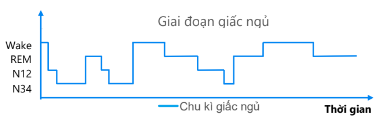 Giai đoạn giấc ngủ
Wake
REM
N12
N34
Chu kì giấc ngủ
Thời gian